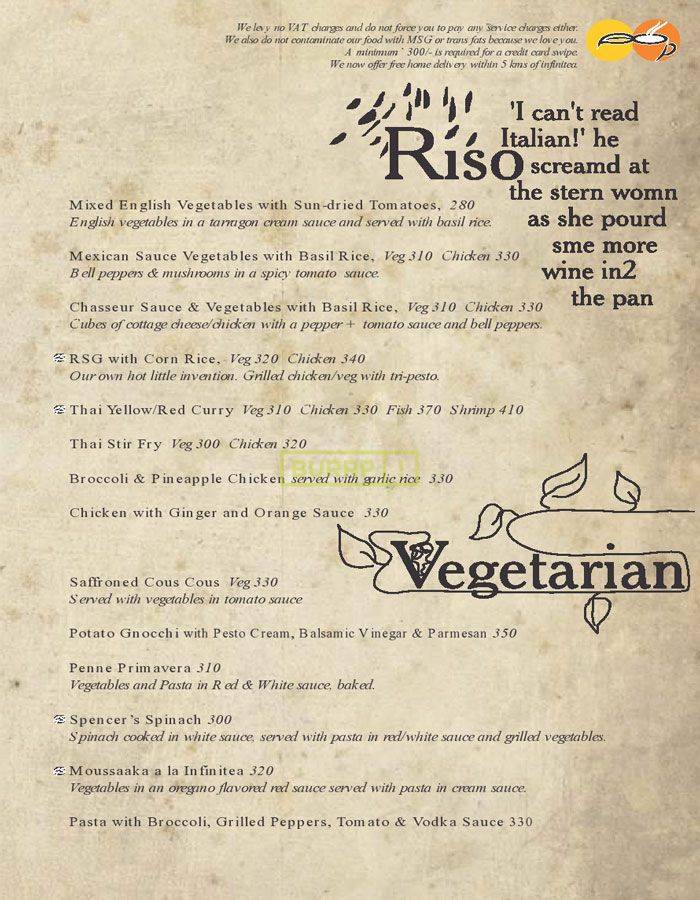 We levy no VAT charges and do not force you to pay any Service charges either.
We also do not contaminate our food with MSG or trans fats because we love you.
A minimum ` 300/- is required for a credit card swipe.
We now offer free home delivery within 5 kms of infinitea.
Riso
'I can't read
Italian!' he
screamd at
the stern womn
as she pourd
sme more
wine in2
the pan
Mixed English Vegetables with Sun-dried Tomatoes, 280
English vegetables in a tarragon cream sauce and served with basil rice.
Mexican Sauce Vegetables with Basil Rice, Veg 310 Chicken 330
Bell peppers & mushrooms in a spicy tomato sauce.
Chasseur Sauce & Vegetables with Basil Rice, Veg 310 Chicken 330
Cubes of cottage cheese/chicken with a pepper + tomato sauce and bell peppers.
RSG with Corn Rice, Veg 320 Chicken 340
Our own hot little invention. Grilled chicken/veg with tri-pesto.
Thai Yellow/Red Curry Veg 310 Chicken 330 Fish 370 Shrimp 410
Thai Stir Fry Veg 300 Chicken 320
BURRP!
Broccoli & Pineapple Chicken served with garlic rice 330
Chicken with Ginger and Orange Sauce 330
Vegetarian
Saffroned Cous Cous Veg 330
Served with vegetables in tomato sauce
Potato Gnocchi with Pesto Cream, Balsamic Vinegar & Parmesan 350
Penne Primavera 310
Vegetables and Pasta in Red & White sauce, baked.
Spencer's Spinach 300
Spinach cooked in white sauce, served with pasta in red/white sauce and grilled vegetables.
Moussaaka a la Infinitea 320
Vegetables in an oregano flavored red sauce served with pasta in cream sauce.
Pasta with Broccoli, Grilled Peppers, Tomato & Vodka Sauce 330